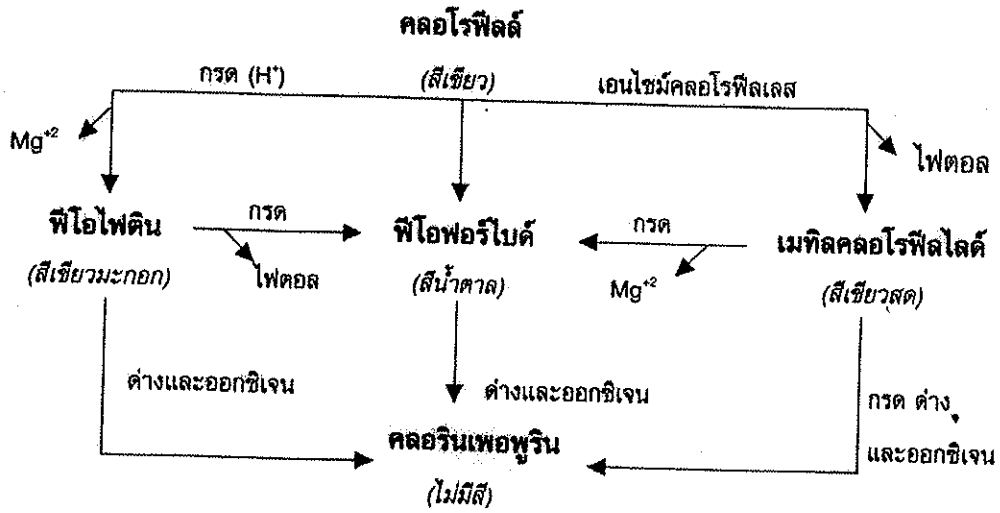 คลอโรฟีลล์
กรด (H⁺)
(สีเขียว)
เอนไซม์คลอโรฟีลเลส
Mg⁺²
ไฟตอล
ฟีโอไฟติน
กรด
ฟีโอฟอร์ไบด์
กรด
เมทิลคลอโรฟีลไลด์
(สีเขียวมะกอก)
ไฟตอล
(สีน้ำตาล)
Mg⁺²
(สีเขียวสด)
ด่างและออกซิเจน
ด่างและออกซิเจน
กรด ด่าง
และออกซิเจน
คลอรินเพอพูริน
(ไม่มีสี)